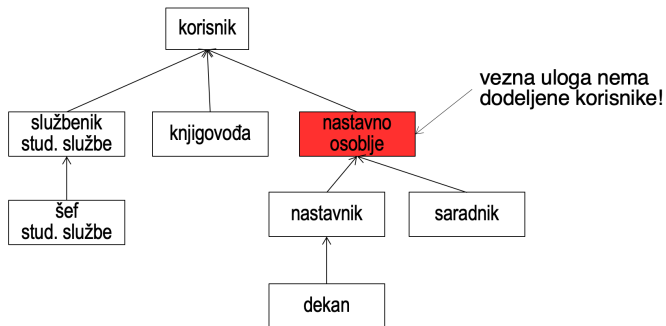 korisnik
vezna uloga nema
dodeljene korisnike!
službenik
stud. službe
knjigovođa
nastavno
osoblje
šef
stud. službe
nastavnik
saradnik
dekan